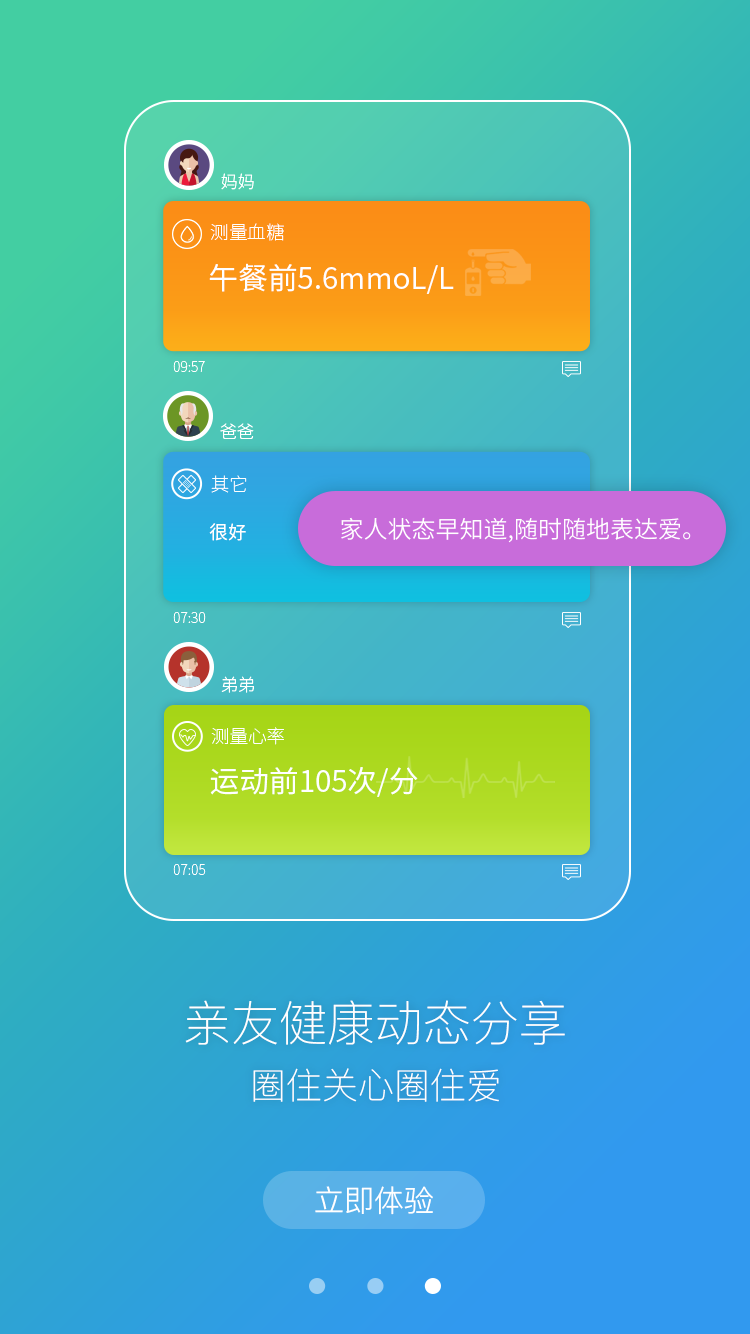 妈妈
测量血糖
午餐前5.6mmoL/L
09:57
爸爸
其它
很好
家人状态早知道,随时随地表达爱。
07:30
弟弟
测量心率
运动前105次/分
07:05
亲友健康动态分享
圈住关心圈住爱
立即体验